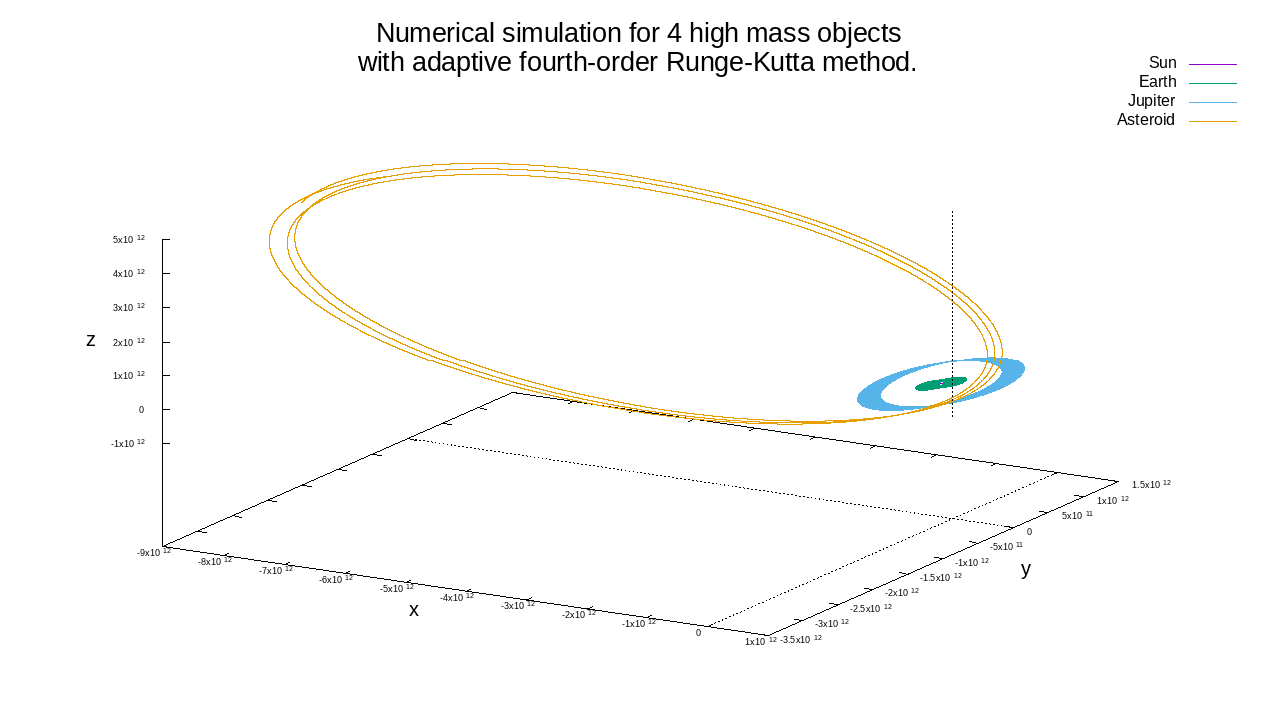 Numerical simulation for 4 high mass objects
with adaptive fourth-order Runge-Kutta method.
Sun
Earth
Jupiter
Asteroid
5x10 12
4x10 12
3x10 12
2x10 12
1x10 12
0
-1x10 12
z
-9x10 12
-8x10 12
-7x10 12
-6x10 12
-5x10 12
-4x10 12
-3x10 12
-2x10 12
-1x10 12
0
1x10 12
x
-3.5x10 12
-3x10 12
-2.5x10 12
-2x10 12
-1.5x10 12
-1x10 12
-5x10 11
0
5x10 11
1x10 12
1.5x10 12
y